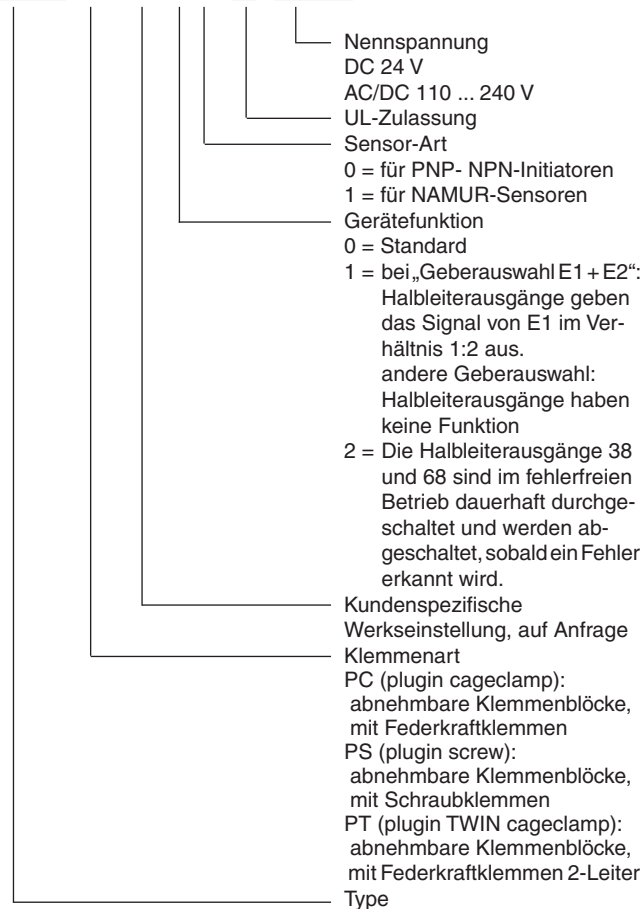 Nennspannung
DC 24 V
AC/DC 110 ... 240 V
UL-Zulassung
Sensor-Art
0 = für PNP- NPN-Initiatoren
1 = für NAMUR-Sensoren
Gerätefunktion
0 = Standard
1 = bei „Geberauswahl E1 + E2“:
Halbleiterausgänge geben
das Signal von E1 im Ver-
hältnis 1:2 aus.
andere Geberauswahl:
Halbleiterausgänge haben
keine Funktion
2 = Die Halbleiterausgänge 38
und 68 sind im fehlerfreien
Betrieb dauerhaft durchge-
schaltet und werden ab-
geschaltet, sobald ein Fehler
erkannt wird.
Kundenspezifische
Werkseinstellung, auf Anfrage
Klemmenart
PC (plugin cageclamp):
abnehmbare Klemmenblöcke,
mit Federkraftklemmen
PS (plugin screw):
abnehmbare Klemmenblöcke,
mit Schraubklemmen
PT (plugin TWIN cageclamp):
abnehmbare Klemmenblöcke,
mit Federkraftklemmen 2-Leiter
Type